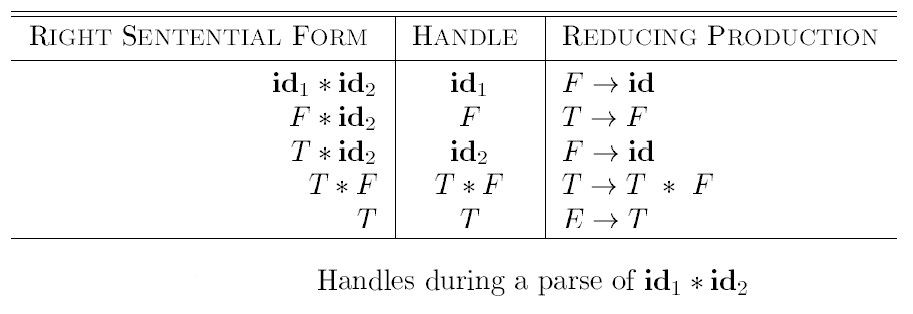 RIGHT SENTENTIAL FORM HANDLE REDUCING PRODUCTION
id₁ * id₂ id₁ F → id
F * id₂ F T → F
T * id₂ id₂ F → id
T * F T * F T → T * F
T T E → T
Handles during a parse of id₁ * id₂